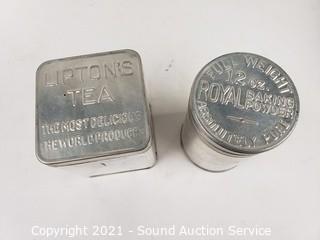 LIPTON'S
TEA
THE MOST DELICIOUS
THE WORLD PRODUCES
FULL WEIGHT
12 OZ.
ROYAL BAKING
POWDER
ABSOLUTELY PURE
Copyright 2021 - Sound Auction Service